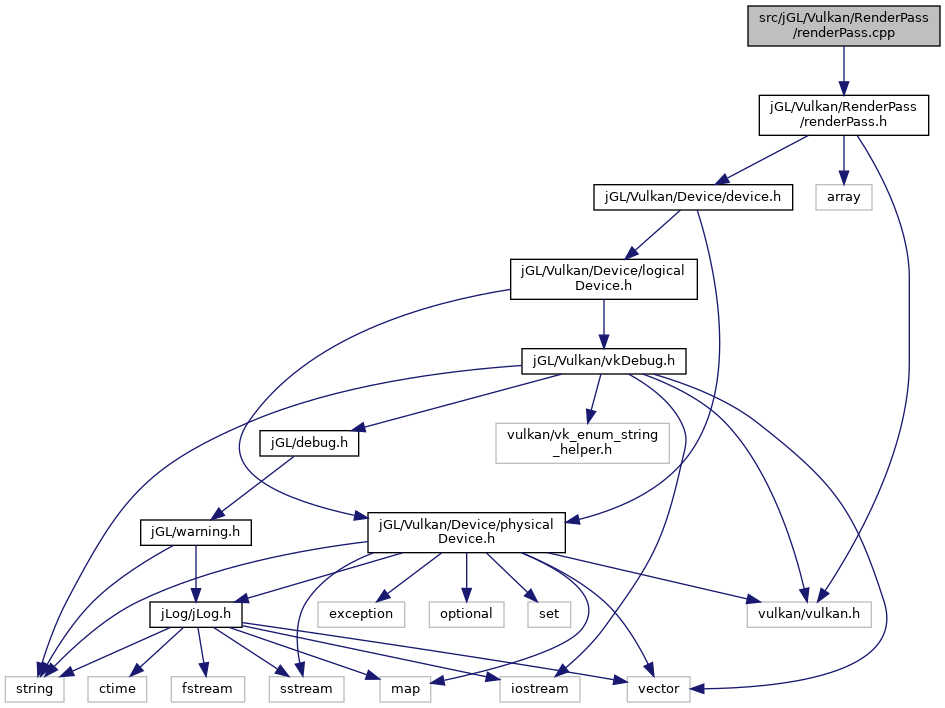 src/jGL/Vulkan/RenderPass
/renderPass.cpp
jGL/Vulkan/RenderPass
/renderPass.h
jGL/Vulkan/Device/device.h
array
jGL/Vulkan/Device/logical
Device.h
jGL/Vulkan/vkDebug.h
jGL/debug.h
vulkan/vk_enum_string
_helper.h
jGL/warning.h
jGL/Vulkan/Device/physical
Device.h
jLog/jLog.h
exception
optional
set
vulkan/vulkan.h
string
ctime
fstream
sstream
map
iostream
vector